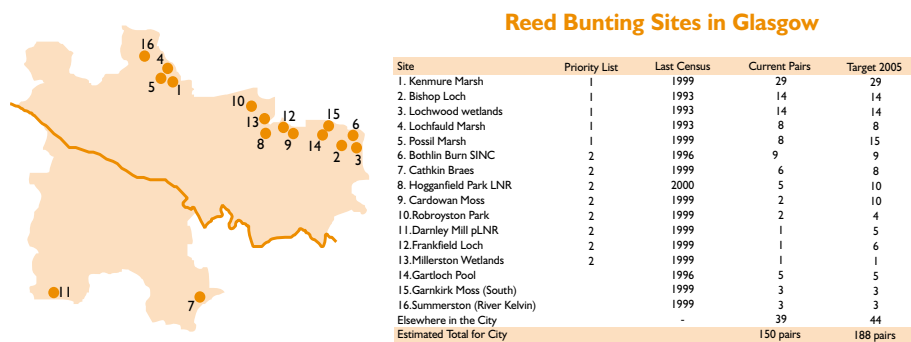 Reed Bunting Sites in Glasgow
Site Priority List Last Census Current Pairs Target 2005
1. Kenmure Marsh 1 1999 29 29
2. Bishop Loch 1 1993 14 14
3. Lochwood wetlands 1 1993 14 14
4. Lochfauld Marsh 1 1993 8 8
5. Possil Marsh 1 1999 8 15
6. Bothlin Burn SINC 2 1996 9 9
7. Cathkin Braes 2 1999 6 8
8. Hogganfield Park LNR 2 2000 5 10
9. Cardowan Moss 2 1999 2 10
10.Robroyston Park 2 1999 2 4
11.Darnley Mill pLNR 2 1999 1 5
12.Frankfield Loch 2 1999 1 6
13.Millerston Wetlands 2 1999 1 1
14.Gartloch Pool 1996 5 5
15.Garnkirk Moss (South) 1999 3 3
16.Summerston (River Kelvin) 1999 3 3
Elsewhere in the City - 39 44
Estimated Total for City 150 pairs 188 pairs
16
4
5
1
10
13
8
12
9
15
14
6
2
3
11
7